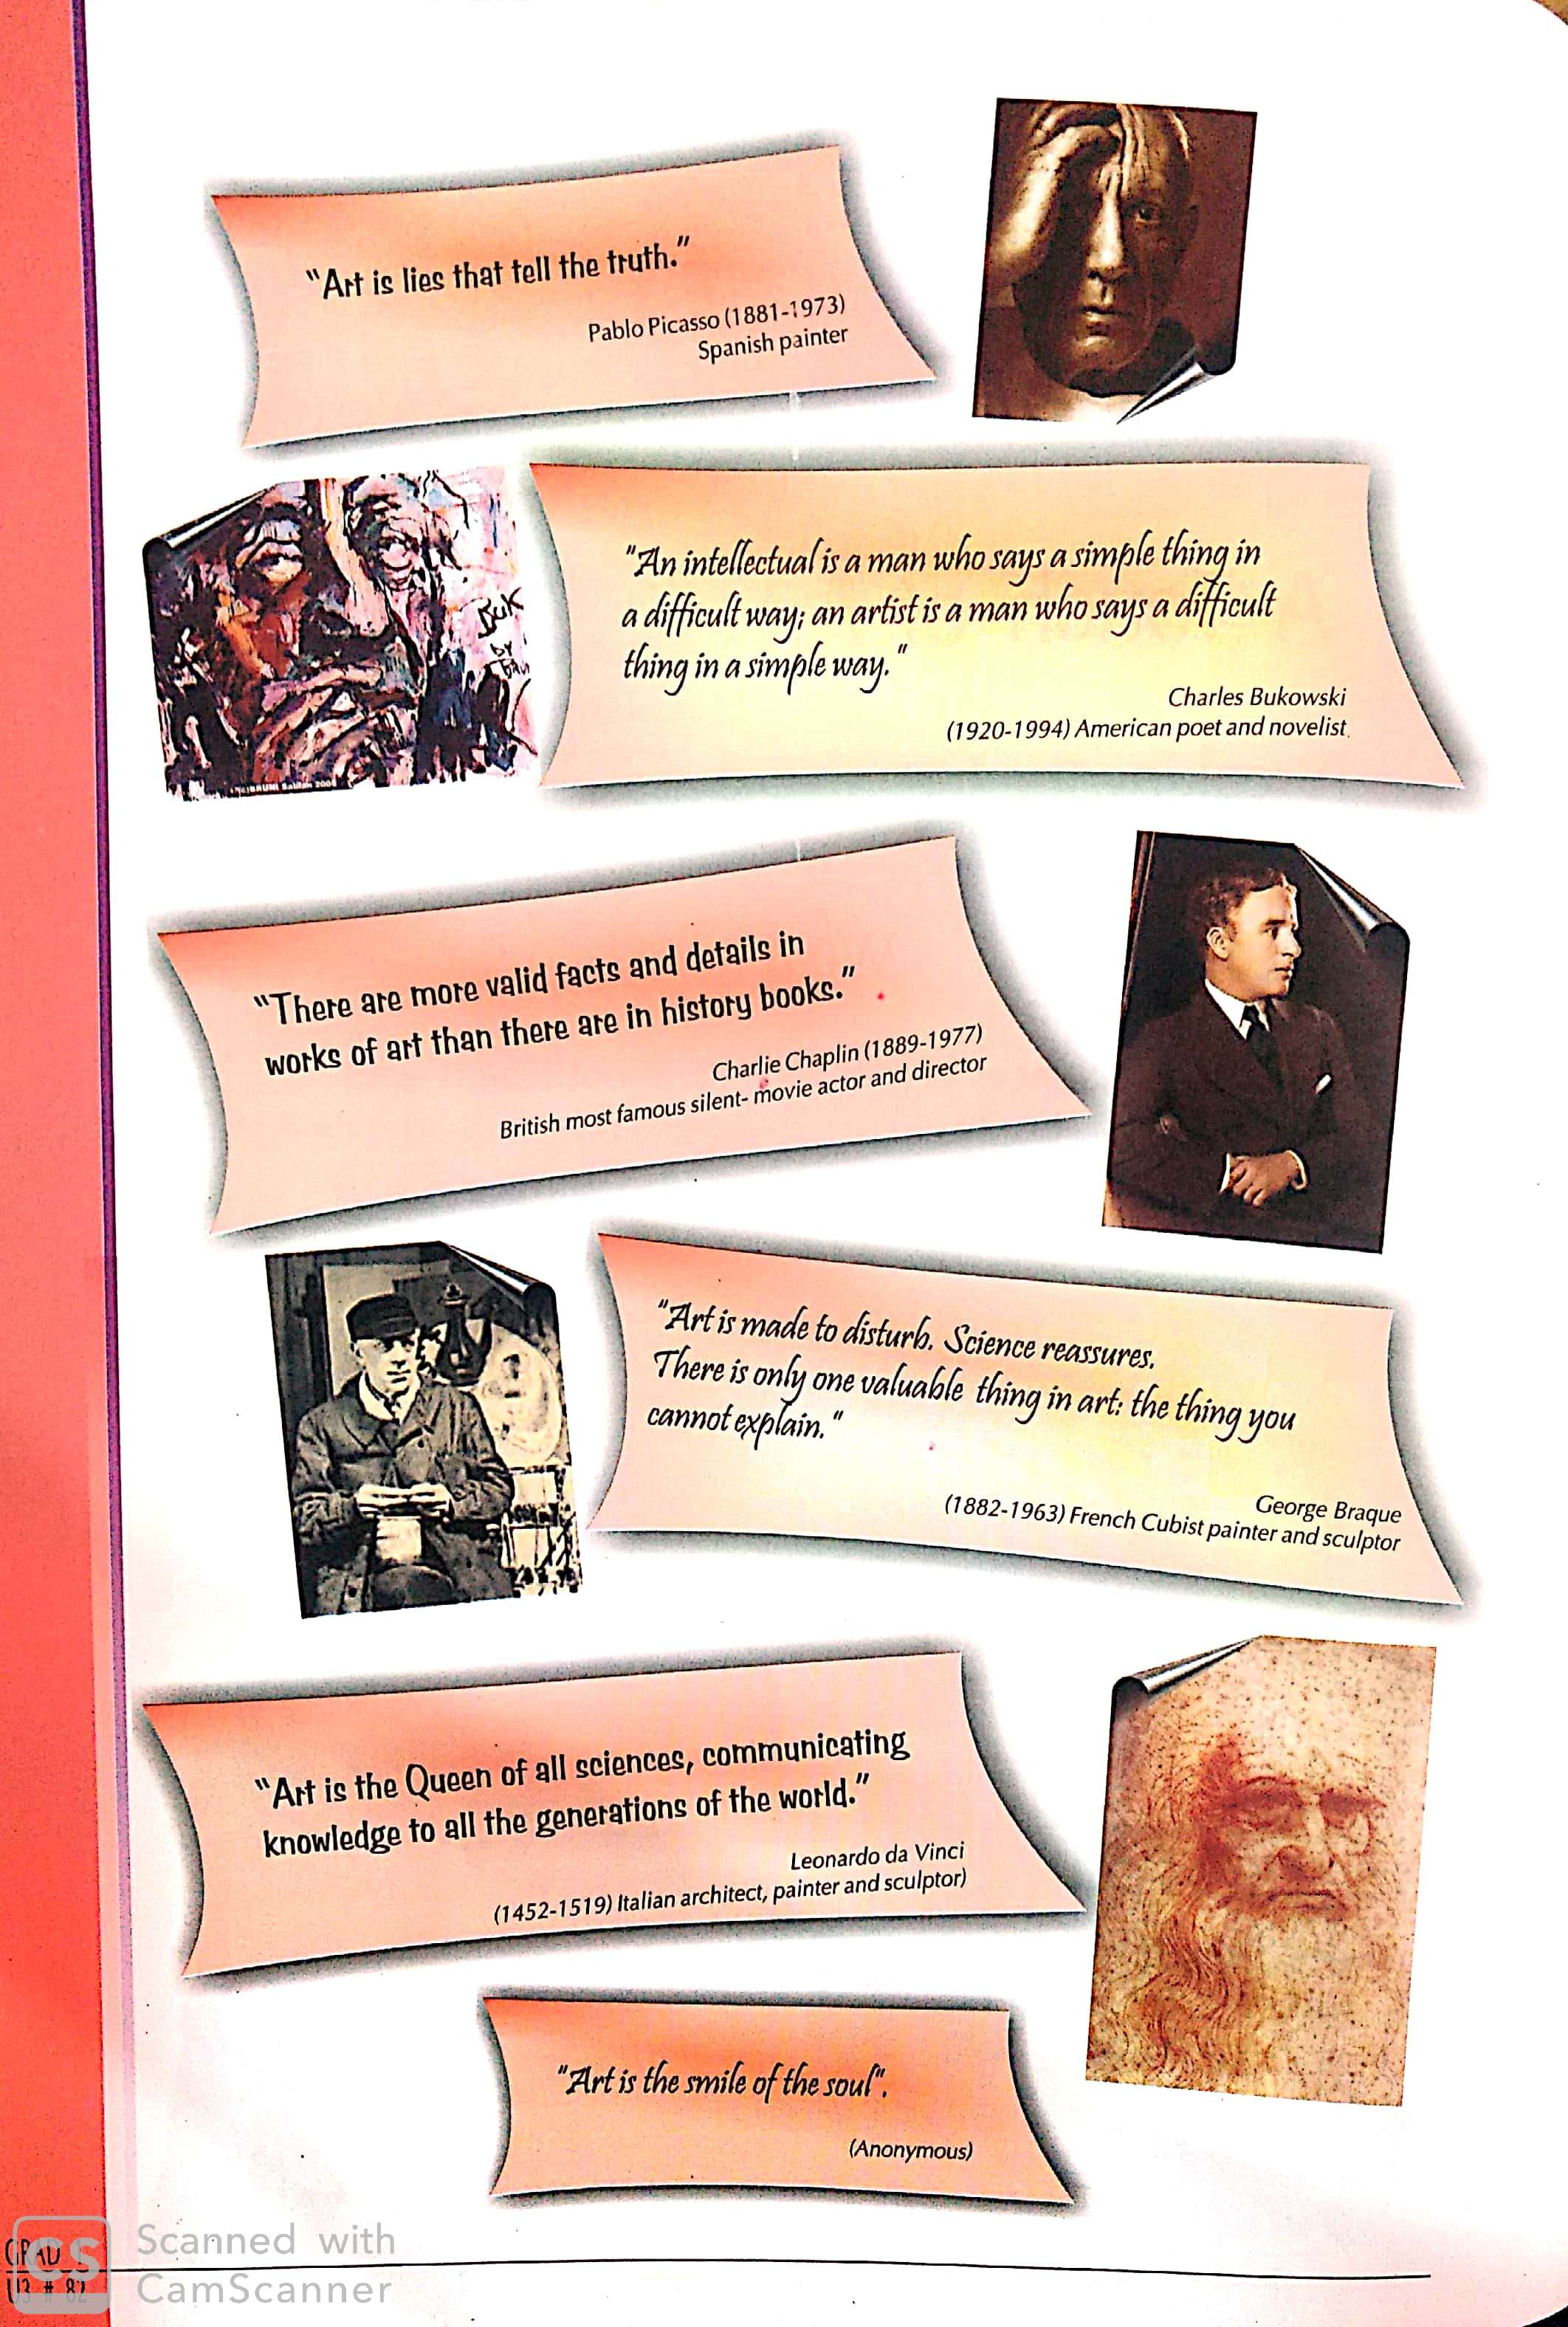 "Art is lies that tell the truth."
Pablo Picasso (1881-1973)
Spanish painter
"An intellectual is a man who says a simple thing in
a difficult way; an artist is a man who says a difficult
thing in a simple way."
Charles Bukowski
(1920-1994) American poet and novelist
Buk
by
"There are more valid facts and details in
works of art than there are in history books."
Charlie Chaplin (1889-1977)
British most famous silent- movie actor and director
"Art is made to disturb. Science reassures.
There is only one valuable thing in art: the thing you
cannot explain."
George Braque
(1882-1963) French Cubist painter and sculptor
"Art is the Queen of all sciences, communicating
knowledge to all the generations of the world."
Leonardo da Vinci
(1452-1519) Italian architect, painter and sculptor)
"Art is the smile of the soul".
(Anonymous)
GRAD
U3 # 82
CS
Scanned with
CamScanner